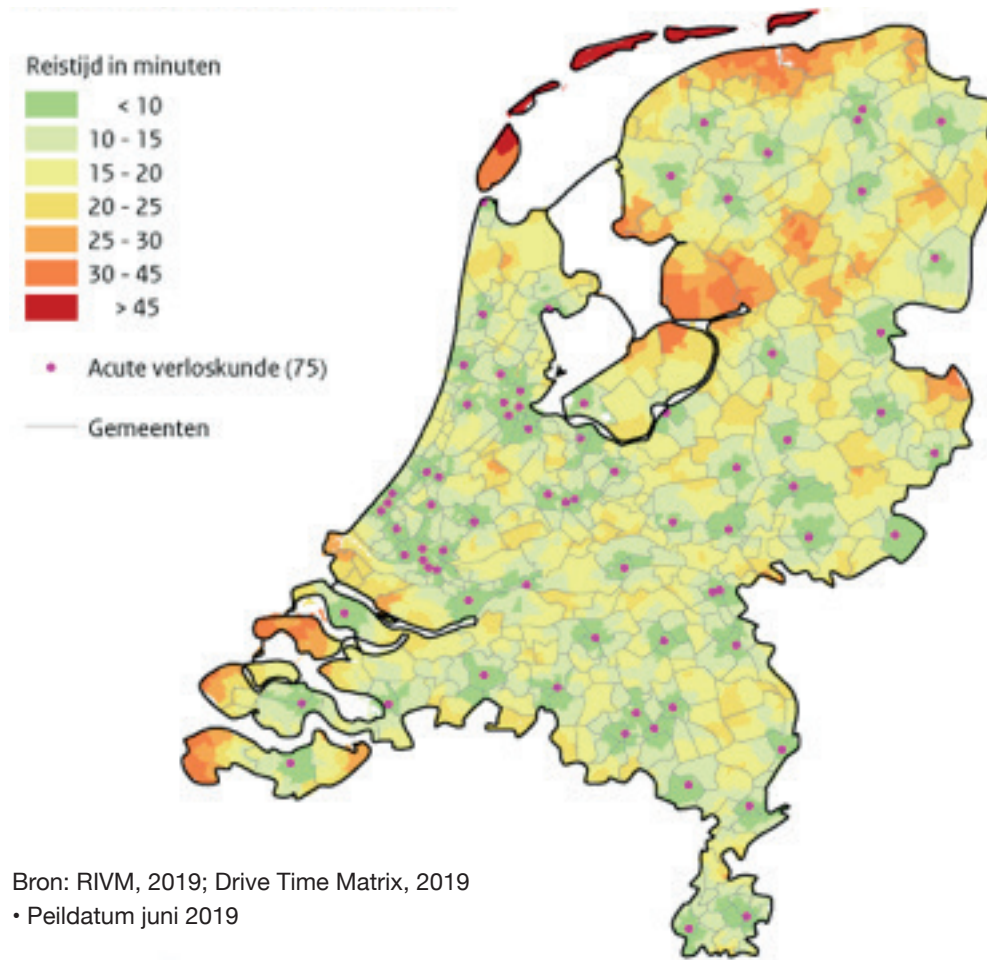 Reistijd in minuten
< 10
10 - 15
15 - 20
20 - 25
25 - 30
30 - 45
> 45
Acute verloskunde (75)
Gemeenten
Bron: RIVM, 2019; Drive Time Matrix, 2019
• Peildatum juni 2019